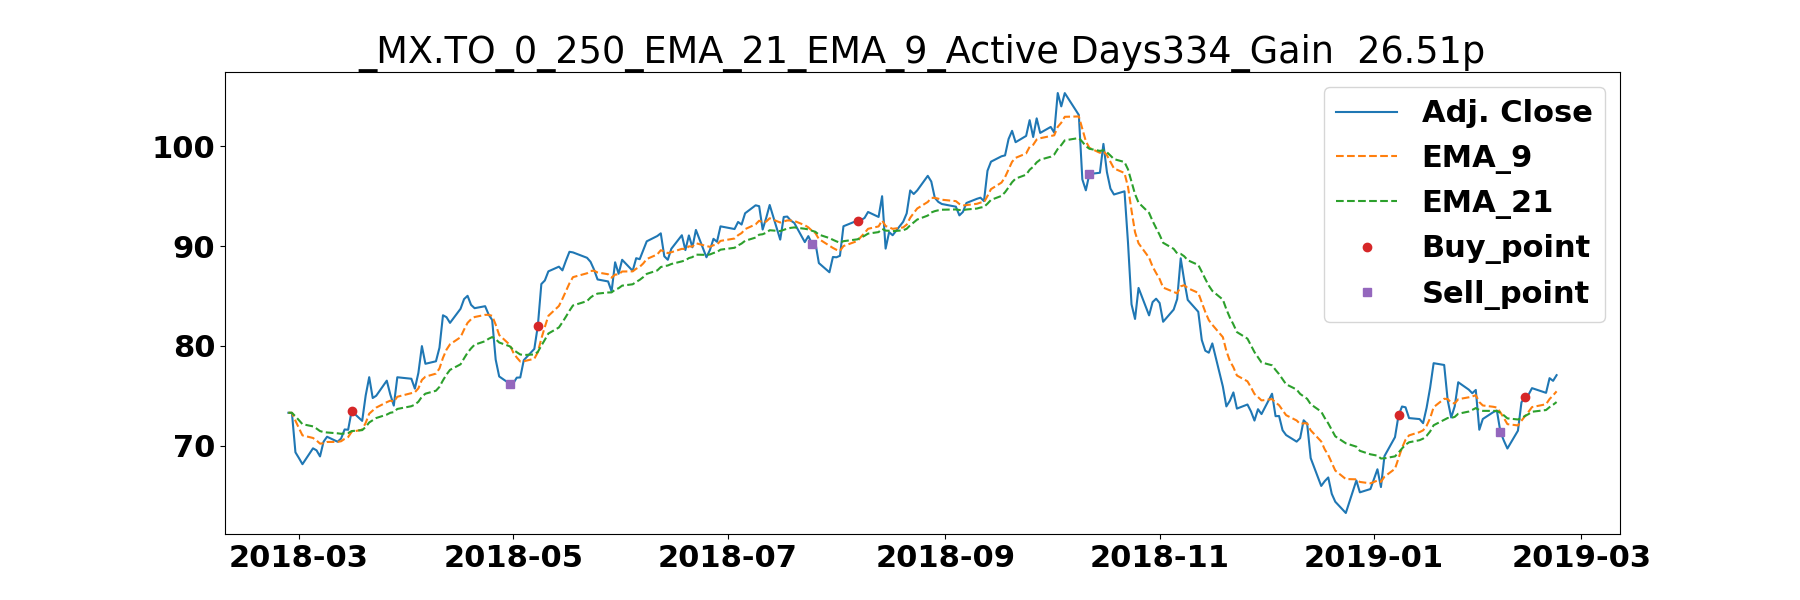 _MX.TO_0_250_EMA_21_EMA_9_Active Days334_Gain  26.51p
100
90
80
70
Adj. Close
EMA_9
EMA_21
Buy_point
Sell_point
2018-03 2018-05 2018-07 2018-09 2018-11 2019-01 2019-03